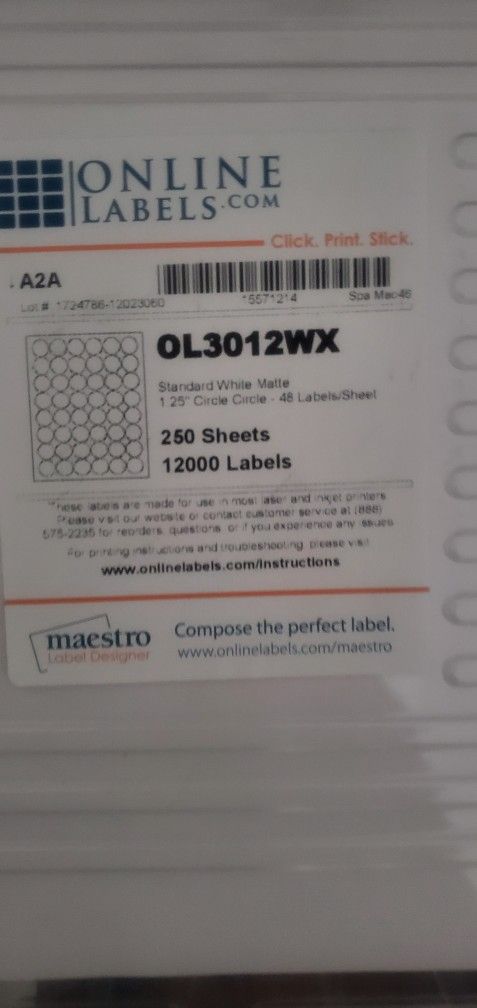 ONLINE
LABELS.COM
Click. Print. Stick.
A2A
Lot # 1724786-12023060
*5571214
Spa Mac46
OL3012WX
Standard White Matte
1.25" Circle Circle - 48 Labels/Sheet
250 Sheets
12000 Labels
These labels are made for use in most laser and inkjet printers.
Please visit our website or contact customer service at (888)
575-2235 for reorders, questions, or if you experience any issues
For printing instructions and troubleshooting, please visit
www.onlinelabels.com/instructions
maestro
Label Designer
Compose the perfect label.
www.onlinelabels.com/maestro